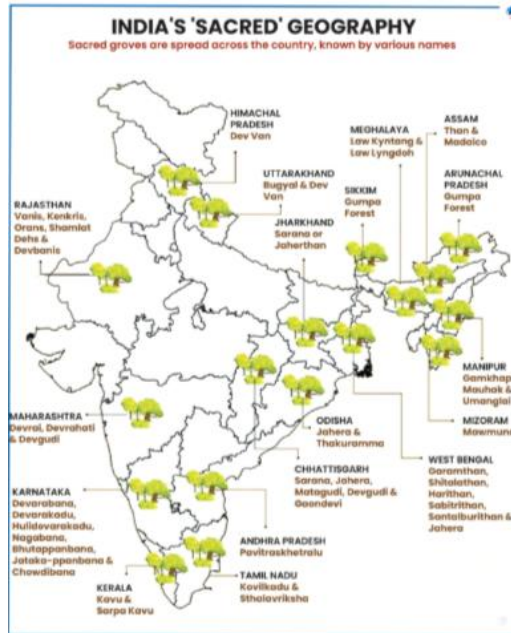 INDIA'S 'SACRED' GEOGRAPHY
Sacred groves are spread across the country, known by various names
HIMACHAL
PRADESH
Dev Van
UTTARAKHAND
Bugyal & Dev
Van
JHARKHAND
Sarana or
Jaherthan
SIKKIM
Gumpa
Forest
MEGHALAYA
Law Kyntang &
Law Lyngdoh
ASSAM
Than &
Madaico
ARUNACHAL
PRADESH
Gumpa
Forest
RAJASTHAN
Vanis, Kenkris,
Orans, Shamlat
Dehs &
Devbanis
MANIPUR
Gamkhap
Mauhak &
Umanglai
MIZORAM
Mawmund
MAHARASHTRA
Devrai, Devrahati
& Devgudi
ODISHA
Jahera &
Thakuramma
CHHATTISGARH
Sarana, Jahera,
Matagudi, Devgudi &
Gaondevi
WEST BENGAL
Garamthan,
Shitalathan,
Harithan,
Sabitrithan,
Santalburithan &
Jahera
KARNATAKA
Devarabana,
Devarakadu,
Hulidevarakadu,
Nagabana,
Bhutappanbana,
Jataka-ppanbana &
Chowdibana
ANDHRA PRADESH
Pavitraskhetralu
TAMIL NADU
Kovilkadu &
Sthalavriksha
KERALA
Kavu &
Sarpa Kavu